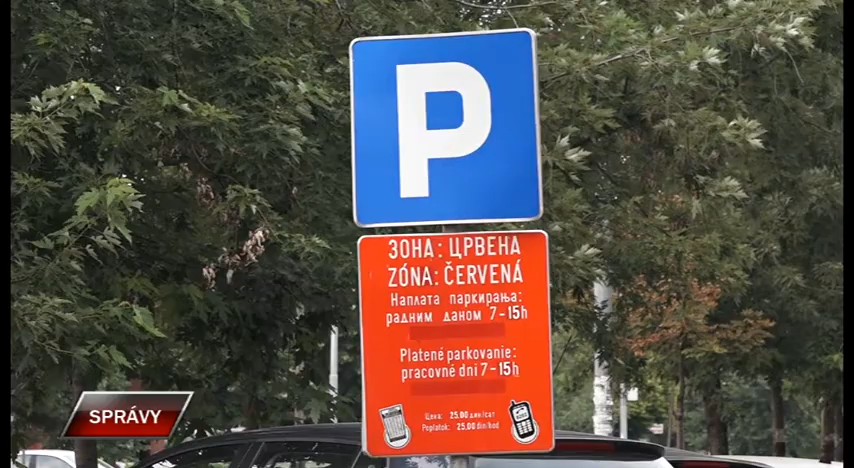 P
ЗОНА: ЦРВЕНА
ZÓNA: ČERVENÁ
Наплата паркирања:
радним даном 7-15h
Platené parkovanie:
pracovné dni 7-15h
Цена: 25.00 дин/сат
Poplatok: 25.00 din/hod
SPRÁVY